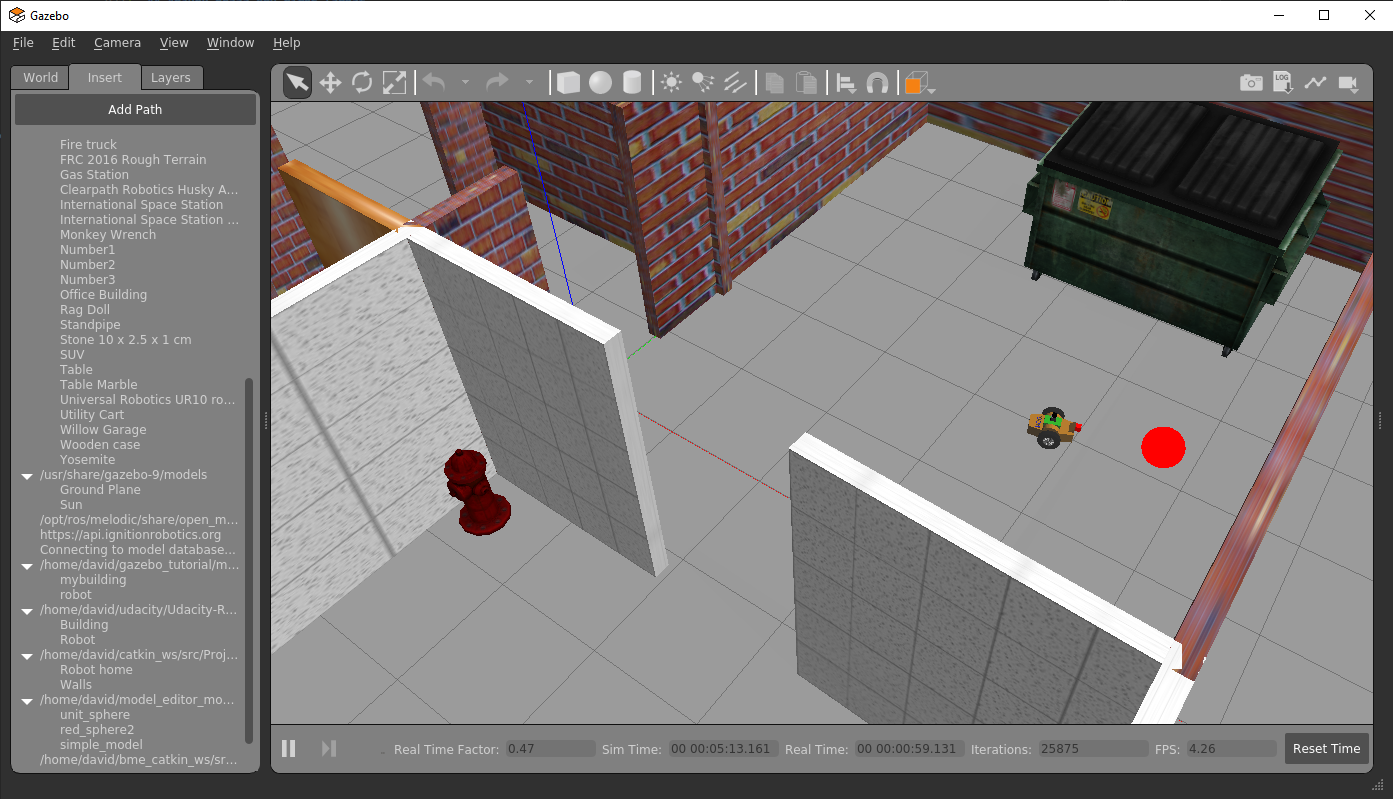 Gazebo
File Edit Camera View Window Help
World Insert Layers
Add Path
Fire truck
FRC 2016 Rough Terrain
Gas Station
Clearpath Robotics Husky A...
International Space Station
International Space Station ...
Monkey Wrench
Number1
Number2
Number3
Office Building
Rag Doll
Standpipe
Stone 10 x 2.5 x 1 cm
SUV
Table
Table Marble
Universal Robotics UR10 ro...
Utility Cart
Willow Garage
Wooden case
Yosemite
/usr/share/gazebo-9/models
Ground Plane
Sun
/opt/ros/melodic/share/open_m...
https://api.ignitionrobotics.org
Connecting to model database...
/home/david/gazebo_tutorial/m...
mybuilding
robot
/home/david/udacity/Udacity-R...
Building
Robot
/home/david/catkin_ws/src/Proj...
Robot home
Walls
/home/david/model_editor_mo...
unit_sphere
red_sphere2
simple_model
/home/david/bme_catkin_ws/sr...
LOG
Real Time Factor: 0.47 Sim Time: 00 00:05:13.161 Real Time: 00 00:00:59.131 Iterations: 25875 FPS: 4.26 Reset Time